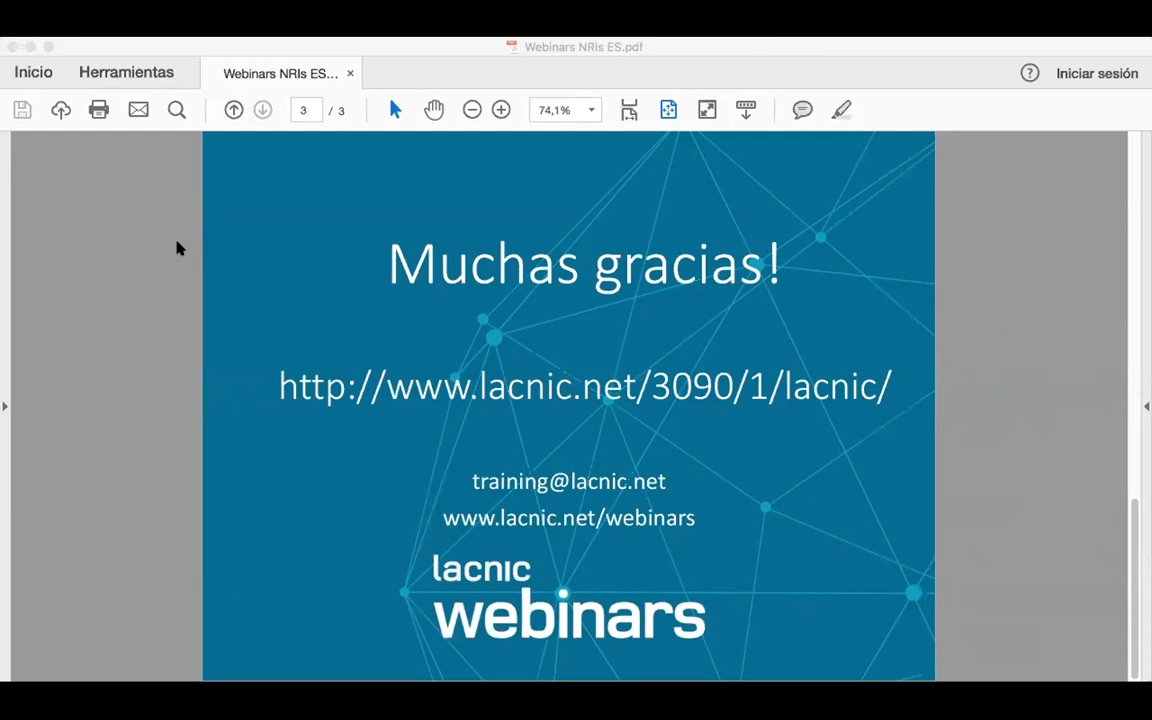 Webinars NRIs ES.pdf
Inicio
Herramientas
Webinars NRIs ES... ×
Iniciar sesión
3 / 3
74,1%
Muchas gracias!
http://www.lacnic.net/3090/1/lacnic/
training@lacnic.net
www.lacnic.net/webinars
lacnic
webinars